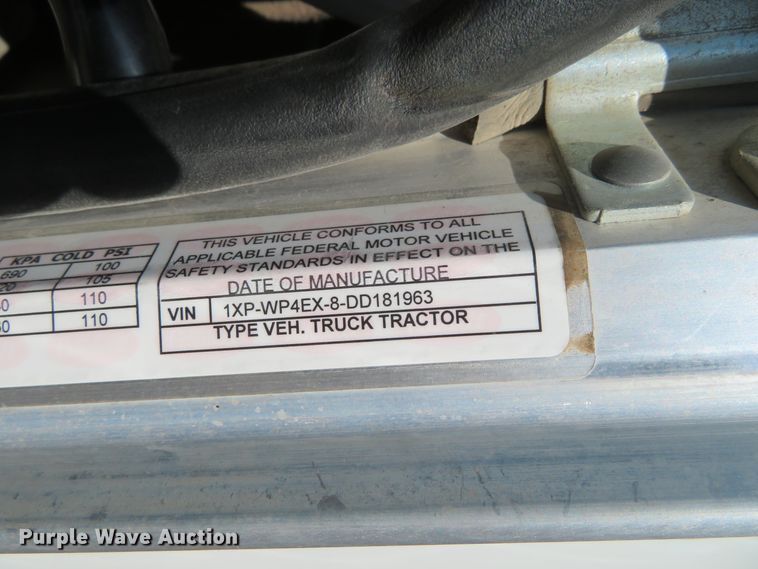 KPA COLD PSI
690 100
20 105
110
110
THIS VEHICLE CONFORMS TO ALL
APPLICABLE FEDERAL MOTOR VEHICLE
SAFETY STANDARDS IN EFFECT ON THE
DATE OF MANUFACTURE
VIN 1XP-WP4EX-8-DD181963
TYPE VEH. TRUCK TRACTOR
Purple Wave Auction